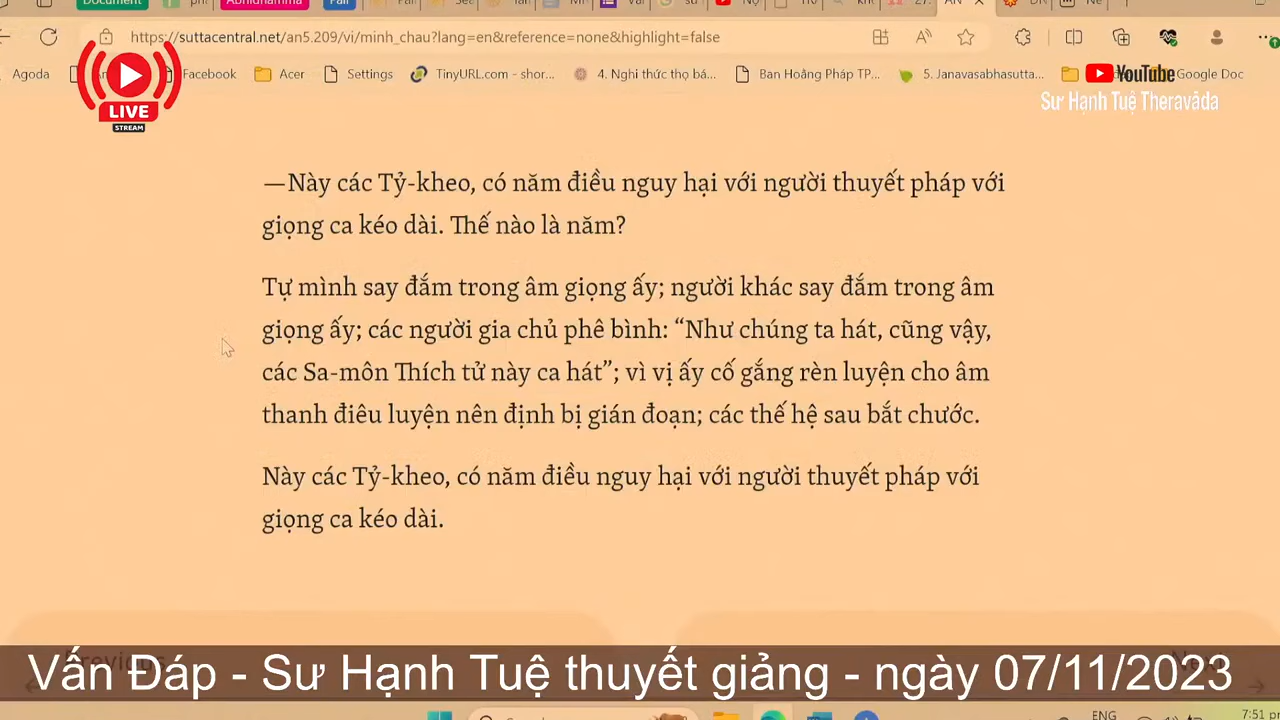 Document
Abhidhamma
https://suttacentral.net/an5.209/vi/minh_chau?lang=en&reference=none&highlight=false
Agoda
Facebook
Acer
Settings
TinyURL.com - shor...
4. Nghi thức thọ bá...
Ban Hoằng Pháp TP...
5. Janavasabhasutta...
Google Doc
LIVE
STREAM
YouTube
Sư Hạnh Tuệ Theravāda
—Này các Tỷ-kheo, có năm điều nguy hại với người thuyết pháp với
giọng ca kéo dài. Thế nào là năm?
Tự mình say đắm trong âm giọng ấy; người khác say đắm trong âm
giọng ấy; các người gia chủ phê bình: “Như chúng ta hát, cũng vậy,
các Sa-môn Thích tử này ca hát”; vì vị ấy cố gắng rèn luyện cho âm
thanh điêu luyện nên định bị gián đoạn; các thế hệ sau bắt chước.
Này các Tỷ-kheo, có năm điều nguy hại với người thuyết pháp với
giọng ca kéo dài.
Previous
Next
Vấn Đáp - Sư Hạnh Tuệ thuyết giảng - ngày 07/11/2023
ENG
7:51